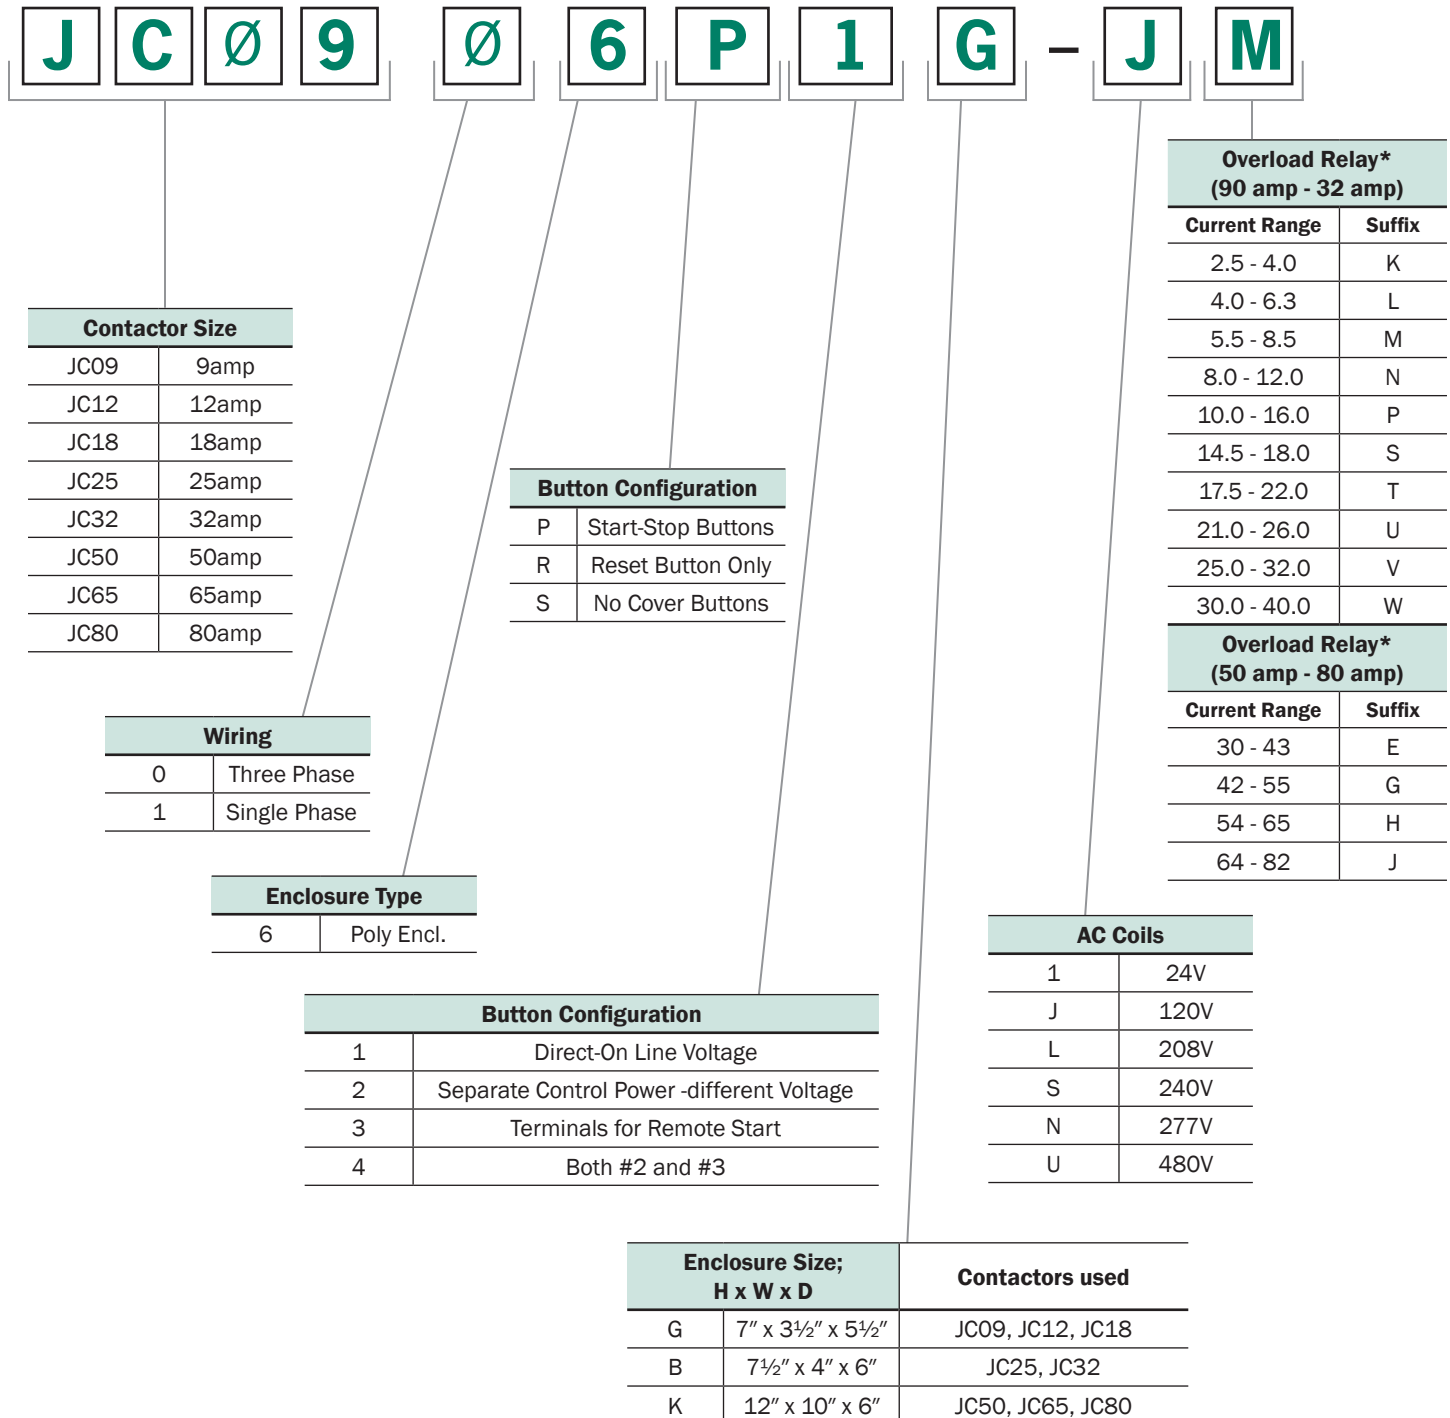 J C Ø 9 Ø 6 P 1 G – J M
Overload Relay*
(90 amp - 32 amp)
Current Range Suffix
2.5 - 4.0 K
4.0 - 6.3 L
5.5 - 8.5 M
8.0 - 12.0 N
10.0 - 16.0 P
14.5 - 18.0 S
17.5 - 22.0 T
21.0 - 26.0 U
25.0 - 32.0 V
30.0 - 40.0 W
Overload Relay*
(50 amp - 80 amp)
Current Range Suffix
30 - 43 E
42 - 55 G
54 - 65 H
64 - 82 J
Contactor Size
JC09 9amp
JC12 12amp
JC18 18amp
JC25 25amp
JC32 32amp
JC50 50amp
JC65 65amp
JC80 80amp
Button Configuration
P Start-Stop Buttons
R Reset Button Only
S No Cover Buttons
Wiring
0 Three Phase
1 Single Phase
Enclosure Type
6 Poly Encl.
AC Coils
1 24V
J 120V
L 208V
S 240V
N 277V
U 480V
Button Configuration
1 Direct-On Line Voltage
2 Separate Control Power -different Voltage
3 Terminals for Remote Start
4 Both #2 and #3
Enclosure Size;
H x W x D
Contactors used
G 7″ x 3½″ x 5½″ JC09, JC12, JC18
B 7½″ x 4″ x 6″ JC25, JC32
K 12″ x 10″ x 6″ JC50, JC65, JC80